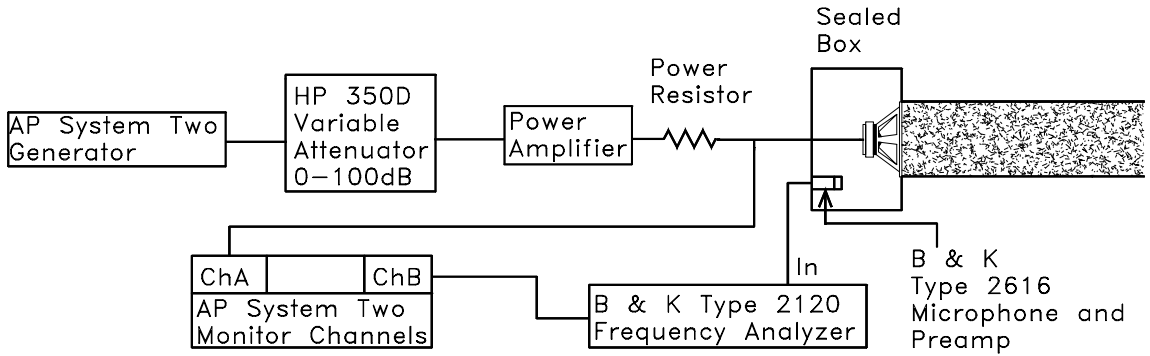 Sealed
Box
Power
Resistor
HP 350D
Variable
Attenuator
0-100dB
AP System Two
Generator
Power
Amplifier
ChA
ChB
AP System Two
Monitor Channels
In
B & K Type 2120
Frequency Analyzer
B & K
Type 2616
Microphone and
Preamp